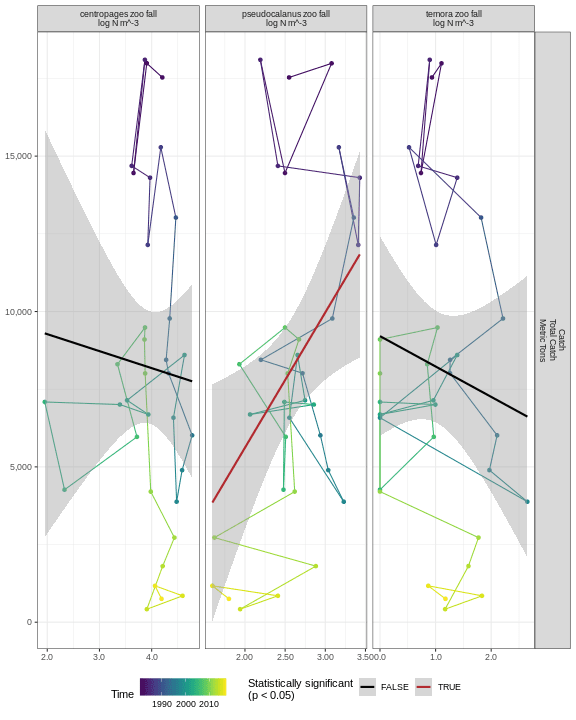 centropages zoo fall
log N m^-3
pseudocalanus zoo fall
log N m^-3
temora zoo fall
log N m^-3
Catch
Total Catch
Metric Tons
15,000
10,000
5,000
0
2.0 3.0 4.0
2.00 2.50 3.00 3.50
0.0 1.0 2.0
Time
1990 2000 2010
Statistically significant
(p < 0.05)
FALSE
TRUE